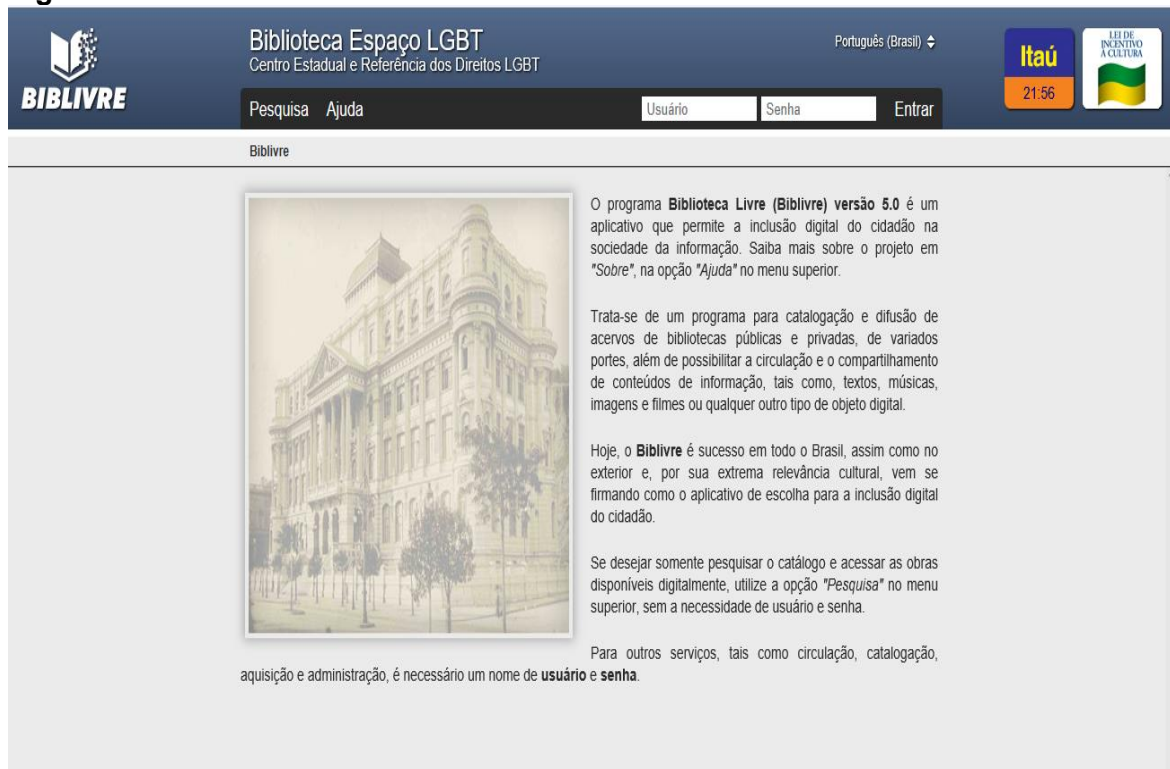 Biblioteca Espaço LGBT
Centro Estadual e Referência dos Direitos LGBT
Português (Brasil)
BIBLIVRE
Itaú
21:56
LEI DE
INCENTIVO
À CULTURA
Pesquisa Ajuda
Usuário Senha Entrar
Biblivre
O programa Biblioteca Livre (Biblivre) versão 5.0 é um
aplicativo que permite a inclusão digital do cidadão na
sociedade da informação. Saiba mais sobre o projeto em
"Sobre", na opção "Ajuda" no menu superior.
Trata-se de um programa para catalogação e difusão de
acervos de bibliotecas públicas e privadas, de variados
portes, além de possibilitar a circulação e o compartilhamento
de conteúdos de informação, tais como, textos, músicas,
imagens e filmes ou qualquer outro tipo de objeto digital.
Hoje, o Biblivre é sucesso em todo o Brasil, assim como no
exterior e, por sua extrema relevância cultural, vem se
firmando como o aplicativo de escolha para a inclusão digital
do cidadão.
Se desejar somente pesquisar o catálogo e acessar as obras
disponíveis digitalmente, utilize a opção "Pesquisa" no menu
superior, sem a necessidade de usuário e senha.
Para outros serviços, tais como circulação, catalogação,
aquisição e administração, é necessário um nome de usuário e senha.